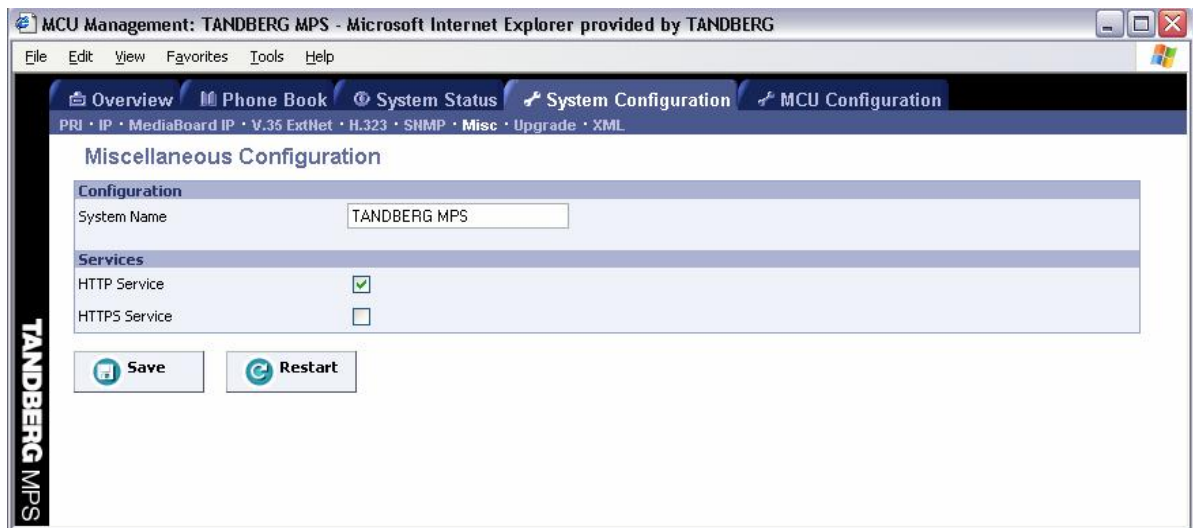 MCU Management: TANDBERG MPS - Microsoft Internet Explorer provided by TANDBERG
File Edit View Favorites Tools Help
Overview Phone Book System Status System Configuration MCU Configuration
PRI • IP • MediaBoard IP • V.35 ExtNet • H.323 • SNMP • Misc • Upgrade • XML
Miscellaneous Configuration
Configuration
System Name TANDBERG MPS
Services
HTTP Service
HTTPS Service
Save Restart
TANDBERG MPS